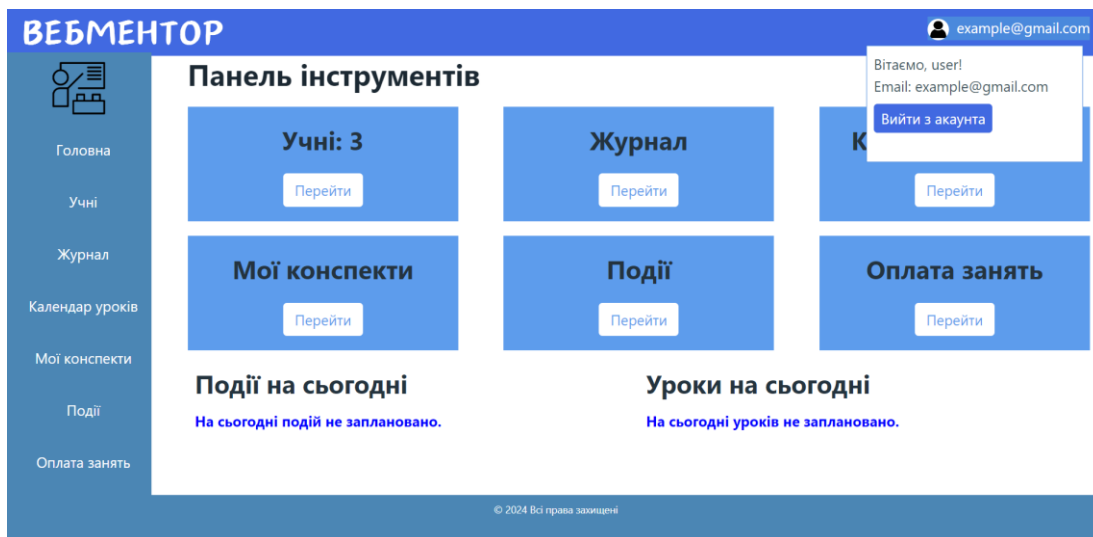 ВЕБМЕНТОР
example@gmail.com
Вітаємо, user!
Email: example@gmail.com
Вийти з акаунта
Головна
Учні
Журнал
Календар уроків
Мої конспекти
Події
Оплата занять
Панель інструментів
Учні: 3
Перейти
Журнал
Перейти
К
Перейти
Мої конспекти
Перейти
Події
Перейти
Оплата занять
Перейти
Події на сьогодні
На сьогодні подій не заплановано.
Уроки на сьогодні
На сьогодні уроків не заплановано.
© 2024 Всі права захищені